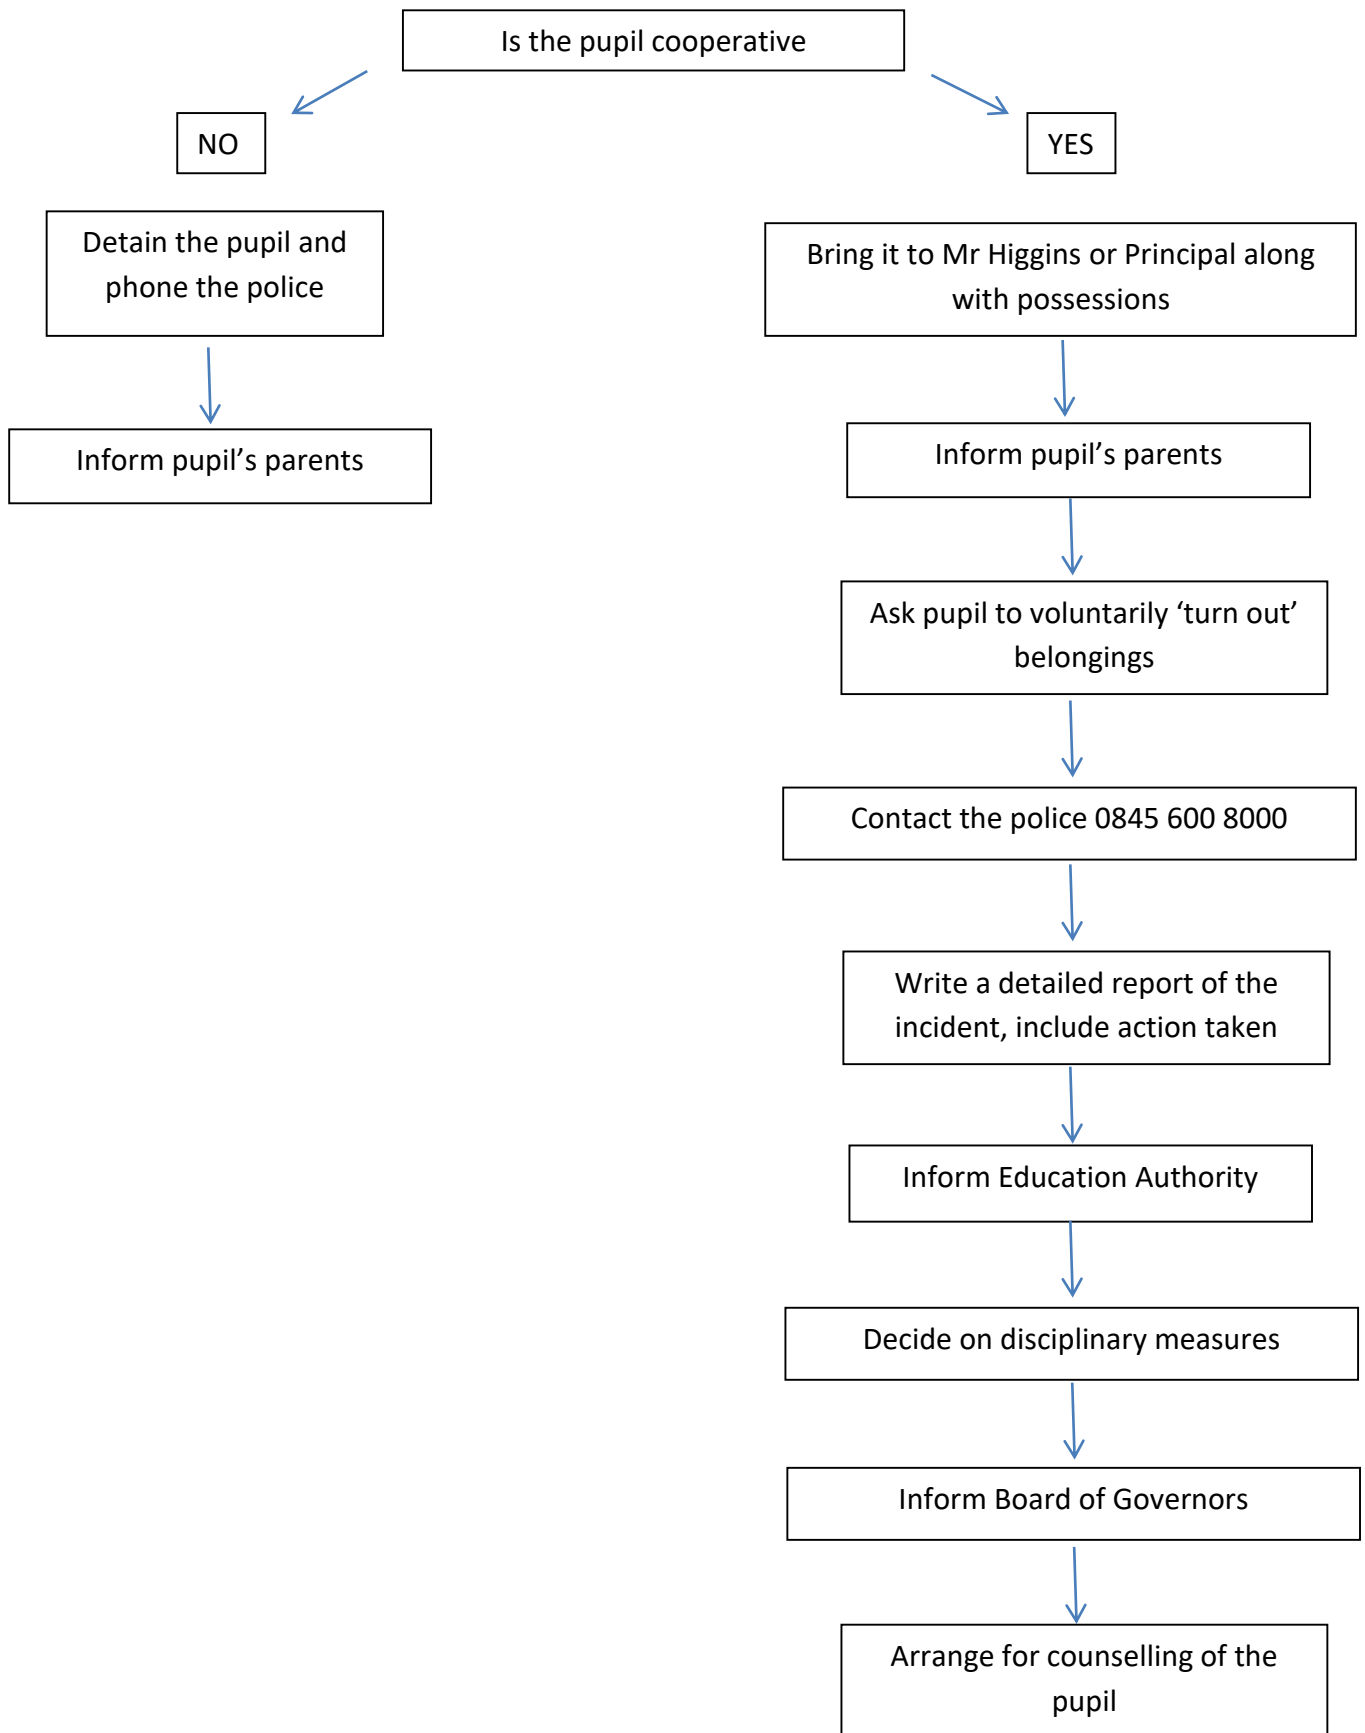 Is the pupil cooperative
NO
YES
Detain the pupil and
phone the police
Bring it to Mr Higgins or Principal along
with possessions
Inform pupil’s parents
Inform pupil’s parents
Ask pupil to voluntarily ‘turn out’
belongings
Contact the police 0845 600 8000
Write a detailed report of the
incident, include action taken
Inform Education Authority
Decide on disciplinary measures
Inform Board of Governors
Arrange for counselling of the
pupil